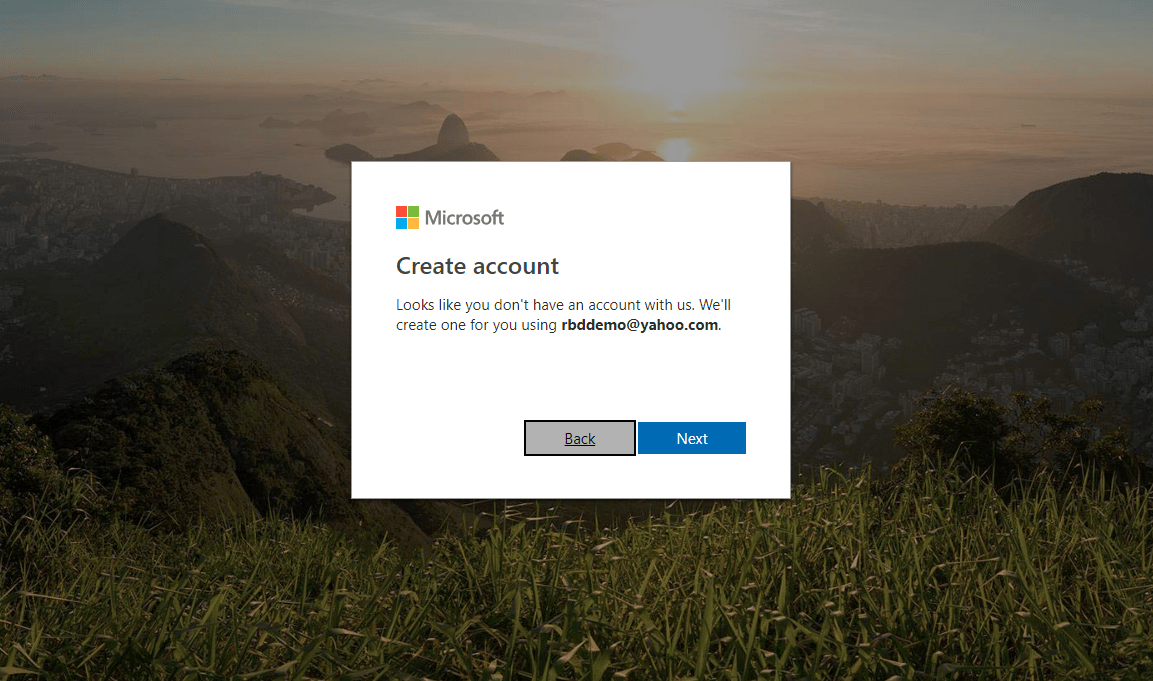 Microsoft
Create account
Looks like you don't have an account with us. We'll
create one for you using rbddemo@yahoo.com.
Back
Next